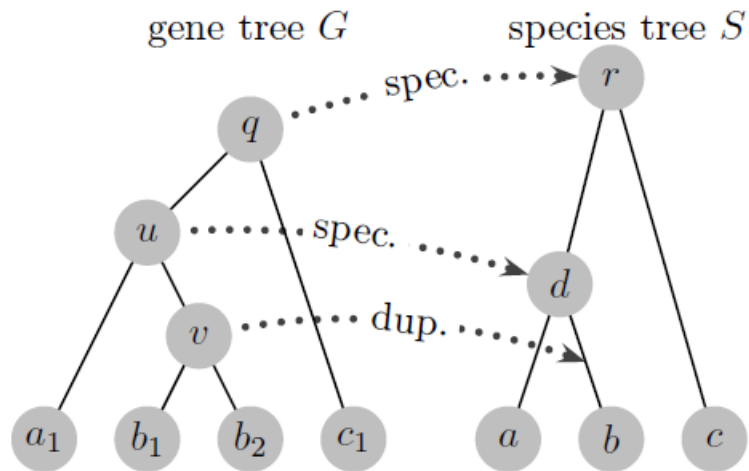 gene tree G
species tree S
spec.
r
q
u
spec.
d
v
dup.
a₁
b₁
b₂
c₁
a
b
c